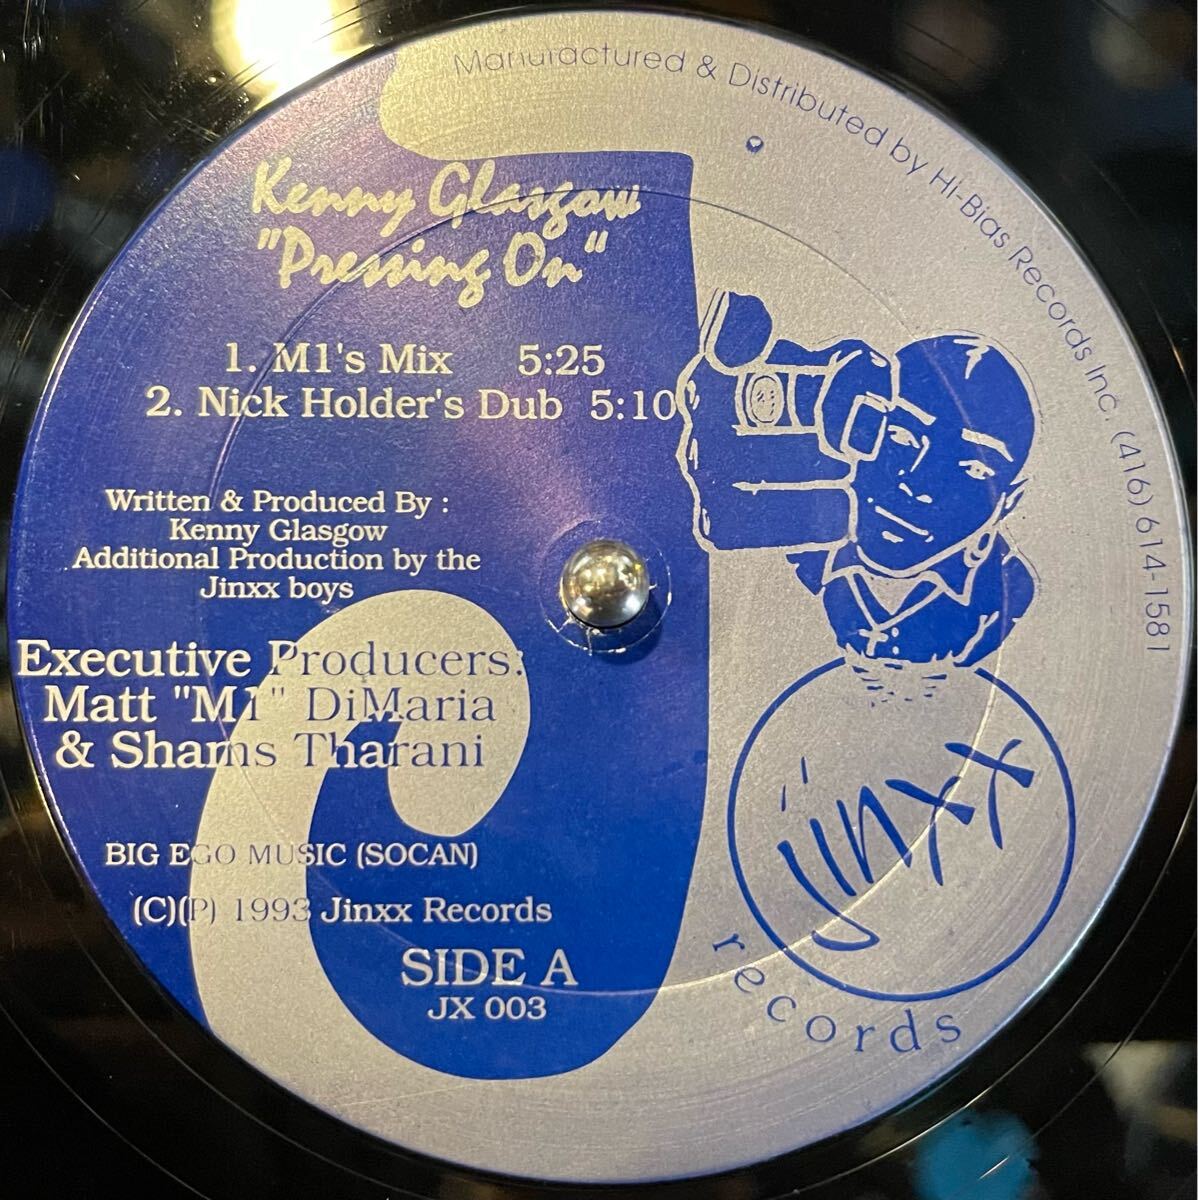 Manufactured & Distributed by Hi-Bias Records Inc. (416) 614-1581
Kenny Glasgow
"Pressing On"
1. M1's Mix 5:25
2. Nick Holder's Dub 5:10
Written & Produced By :
Kenny Glasgow
Additional Production by the
Jinxx boys
Executive Producers:
Matt "M1" DiMaria
& Shams Tharani
BIG EGO MUSIC (SOCAN)
(C)(P) 1993 Jinxx Records
SIDE A
JX 003
Jinxx
records